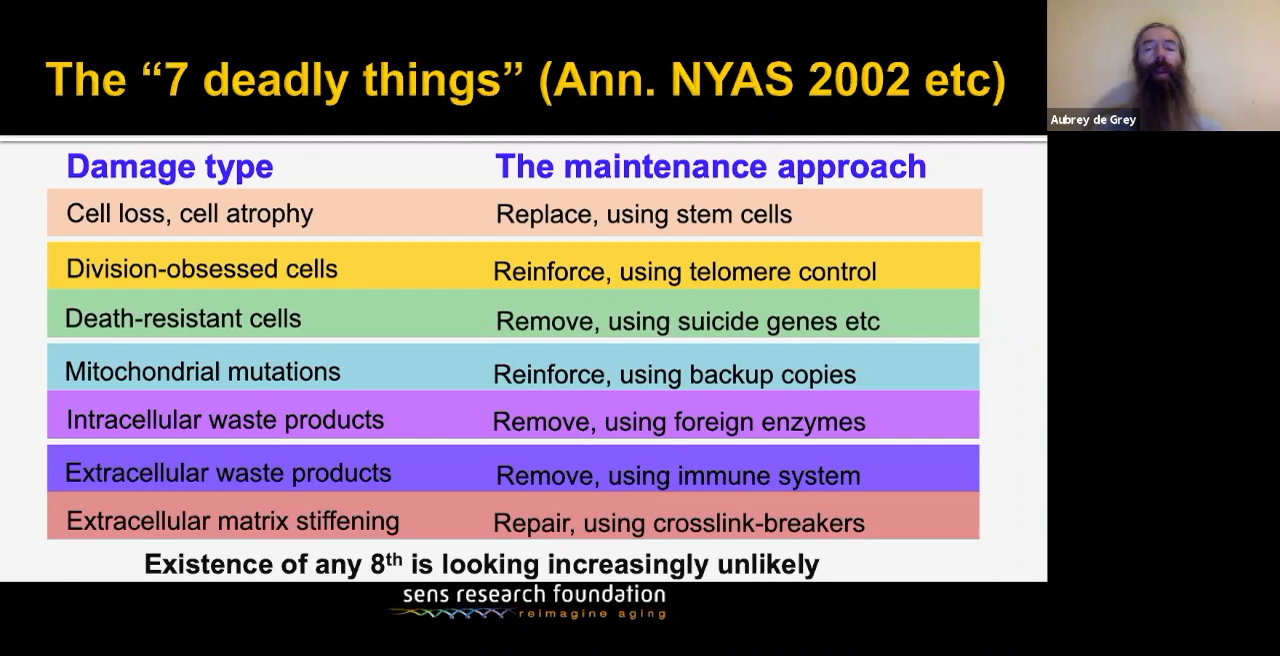 The “7 deadly things” (Ann. NYAS 2002 etc)
Aubrey de Grey
Damage type The maintenance approach
Cell loss, cell atrophy Replace, using stem cells
Division-obsessed cells Reinforce, using telomere control
Death-resistant cells Remove, using suicide genes etc
Mitochondrial mutations Reinforce, using backup copies
Intracellular waste products Remove, using foreign enzymes
Extracellular waste products Remove, using immune system
Extracellular matrix stiffening Repair, using crosslink-breakers
Existence of any 8th is looking increasingly unlikely
sens research foundation
reimagine aging